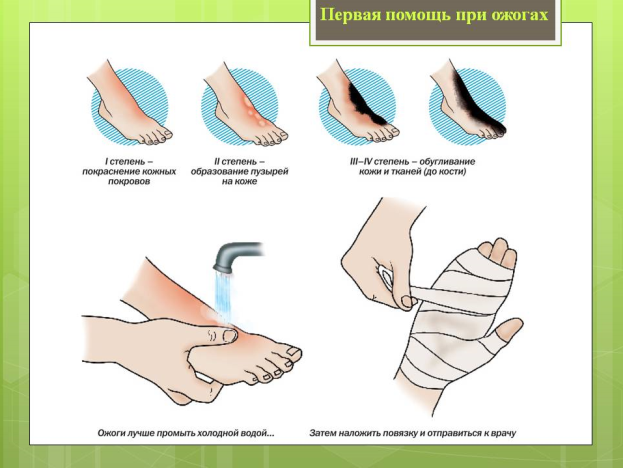 Первая помощь при ожогах
I степень –
покраснение кожных
покровов
II степень –
образование пузырей
на коже
III–IV степень – обугливание
кожи и тканей (до кости)
Ожоги лучше промыть холодной водой...
Затем наложить повязку и отправиться к врачу